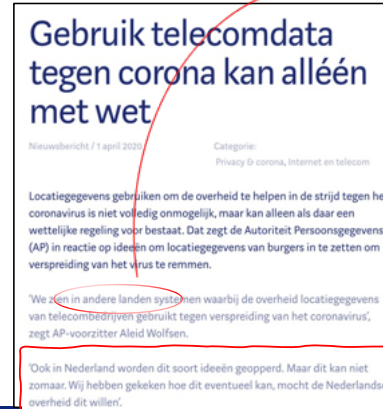 Gebruik telecomdata
tegen corona kan alléén
met wet
Nieuwsbericht / 1 april 2020
Categorie:
Privacy & corona, Internet en telecom
Locatiegegevens gebruiken om de overheid te helpen in de strijd tegen he
coronavirus is niet volledig onmogelijk, maar kan alleen als daar een
wettelijke regeling voor bestaat. Dat zegt de Autoriteit Persoonsgegevens
(AP) in reactie op ideeën om locatiegegevens van burgers in te zetten om
verspreiding van het virus te remmen.
'We zien in andere landen systemen waarbij de overheid locatiegegevens
van telecombedrijven gebruikt tegen verspreiding van het coronavirus',
zegt AP-voorzitter Aleid Wolfsen.
'Ook in Nederland worden dit soort ideeën geopperd. Maar dit kan niet
zomaar. Wij hebben gekeken hoe dit eventueel kan, mocht de Nederlandse
overheid dit willen'.